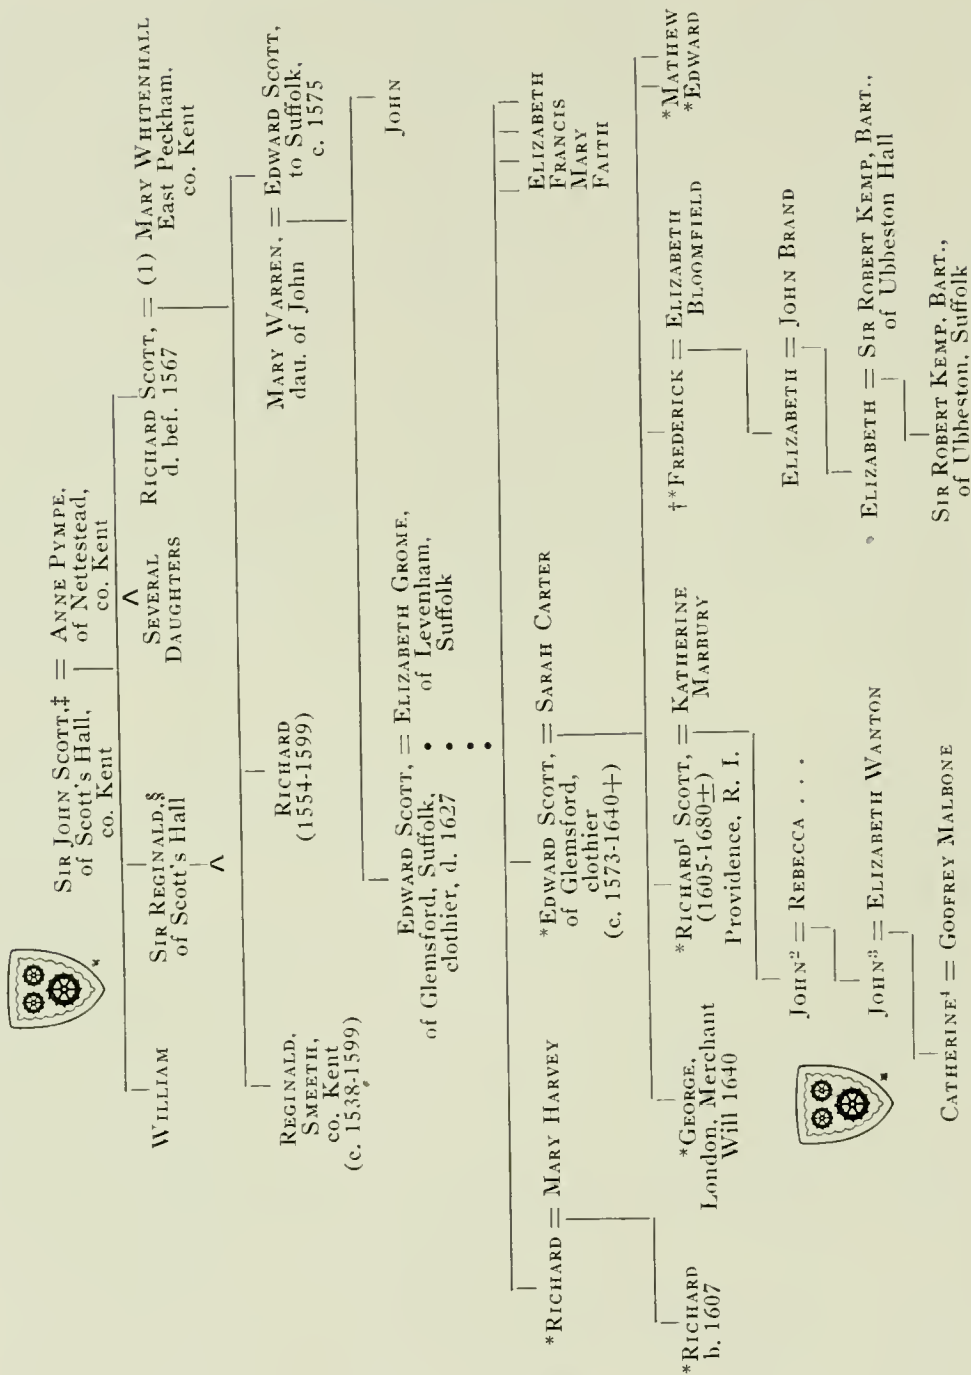 SIR JOHN SCOTT,‡ = ANNE PYMPE,
of Scott's Hall, of Nettestead,
co. Kent co. Kent
WILLIAM
SIR REGINALD,§
of Scott's Hall
SEVERAL
DAUGHTERS
RICHARD SCOTT, = (1) MARY WHITENHALL
d. bef. 1567 East Peckham,
co. Kent
REGINALD,
SMEETH,
co. Kent
(c. 1538-1599)
RICHARD
(1554-1599)
MARY WARREN, = EDWARD SCOTT,
dau. of John to Suffolk,
c. 1575
EDWARD SCOTT, = ELIZABETH GROME,
of Glemsford, Suffolk, of Levenham,
clothier, d. 1627 Suffolk
JOHN
*RICHARD = MARY HARVEY
*EDWARD SCOTT, = SARAH CARTER
of Glemsford,
clothier
(c. 1573-1640+)
ELIZABETH
FRANCIS
MARY
FAITH
*RICHARD
b. 1607
*GEORGE,
London, Merchant
Will 1640
*RICHARD¹ SCOTT, = KATHERINE
(1605-1680±) MARBURY
Providence, R. I.
†*FREDERICK = ELIZABETH
BLOOMFIELD
*MATHEW
*EDWARD
JOHN² = REBECCA . . . .
ELIZABETH = JOHN BRAND
JOHN³ = ELIZABETH WANTON
ELIZABETH = SIR ROBERT KEMP, BART.,
of Ubbeston Hall
CATHERINE⁴ = GODFREY MALBONE
SIR ROBERT KEMP, BART.,
of Ubbeston, Suffolk